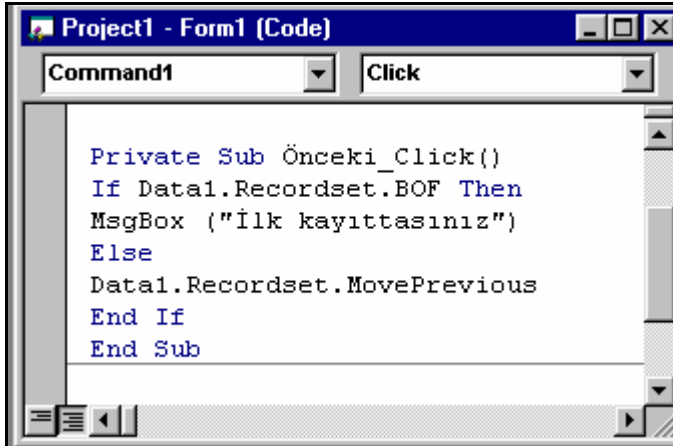 Project1 - Form1 (Code)
Command1 Click
Private Sub Önceki_Click()
If Data1.Recordset.BOF Then
MsgBox ("İlk kayıttasınız")
Else
Data1.Recordset.MovePrevious
End If
End Sub